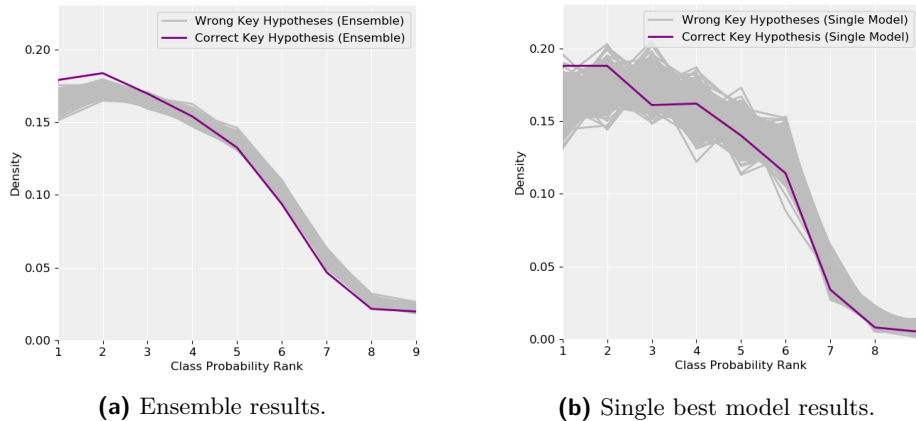 Wrong Key Hypotheses (Ensemble)
Correct Key Hypothesis (Ensemble)
0.20
0.15
0.10
0.05
0.00
Density
1 2 3 4 5 6 7 8 9
Class Probability Rank
(a) Ensemble results.
Wrong Key Hypotheses (Single Model)
Correct Key Hypothesis (Single Model)
0.20
0.15
0.10
0.05
0.00
Density
1 2 3 4 5 6 7 8
Class Probability Rank
(b) Single best model results.